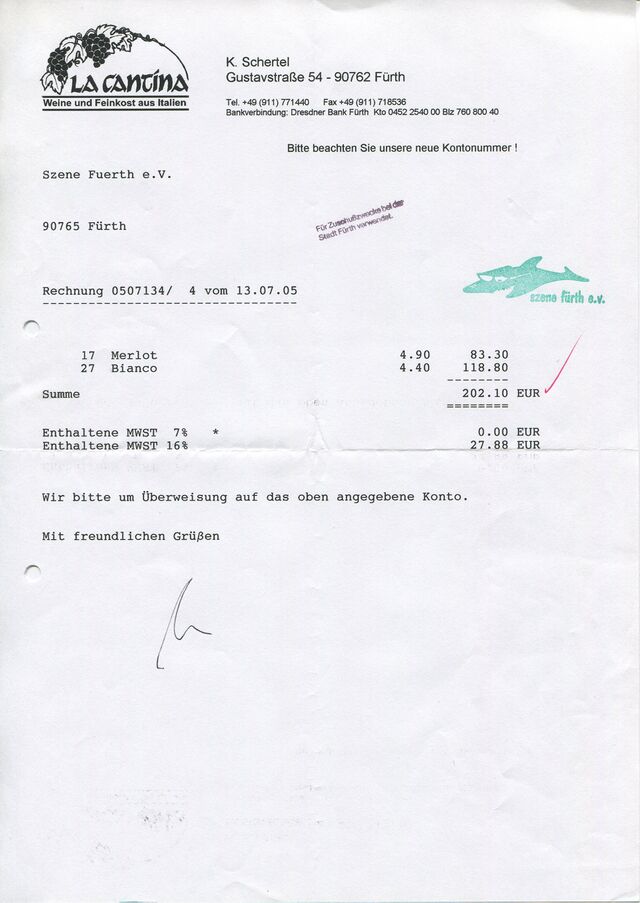 LA CANTINA
Weine und Feinkost aus Italien
K. Schertel
Gustavstraße 54 - 90762 Fürth
Tel. +49 (911) 771440 Fax +49 (911) 718536
Bankverbindung: Dresdner Bank Fürth Kto 0452 2540 00 Blz 760 800 40
Bitte beachten Sie unsere neue Kontonummer !
Szene Fuerth e.V.
90765 Fürth
Für Zuschußzwecke bei der
Stadt Fürth verwendet.
Rechnung 0507134/ 4 vom 13.07.05
szene fürth e.v.
17 Merlot 4.90 83.30
27 Bianco 4.40 118.80
Summe 202.10 EUR
Enthaltene MWST 7% * 0.00 EUR
Enthaltene MWST 16% 27.88 EUR
Wir bitte um Überweisung auf das oben angegebene Konto.
Mit freundlichen Grüßen